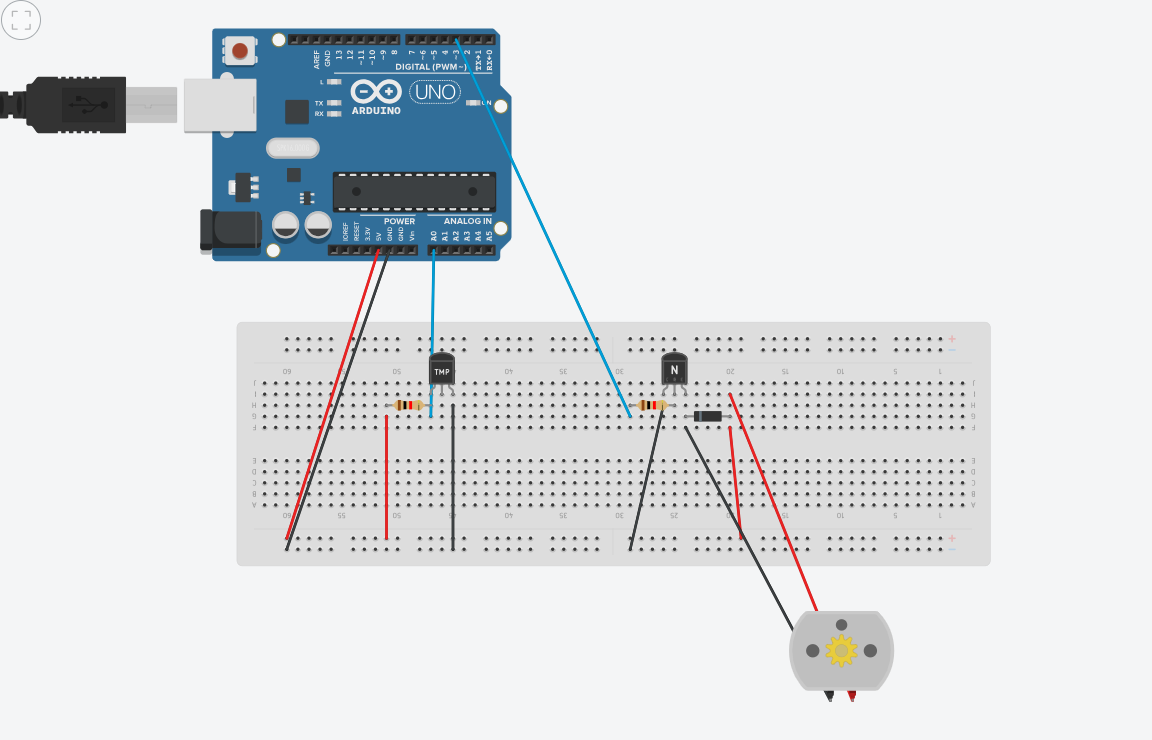 AREF
GND
13
12
~11
~10
~9
8
7
~6
~5
4
~3
2
TX→1
RX←0
DIGITAL (PWM~)
L
TX
RX
ARDUINO
UNO
ON
POWER
ANALOG IN
IOREF
RESET
3.3V
5V
GND
GND
Vin
A0
A1
A2
A3
A4
A5
+
−
60
50
40
35
30
25
20
15
10
5
1
TMP
N
J
I
H
G
F
J
I
H
G
F
E
D
C
B
A
E
D
C
B
A
60
55
50
40
35
30
25
20
15
10
5
1
+
−